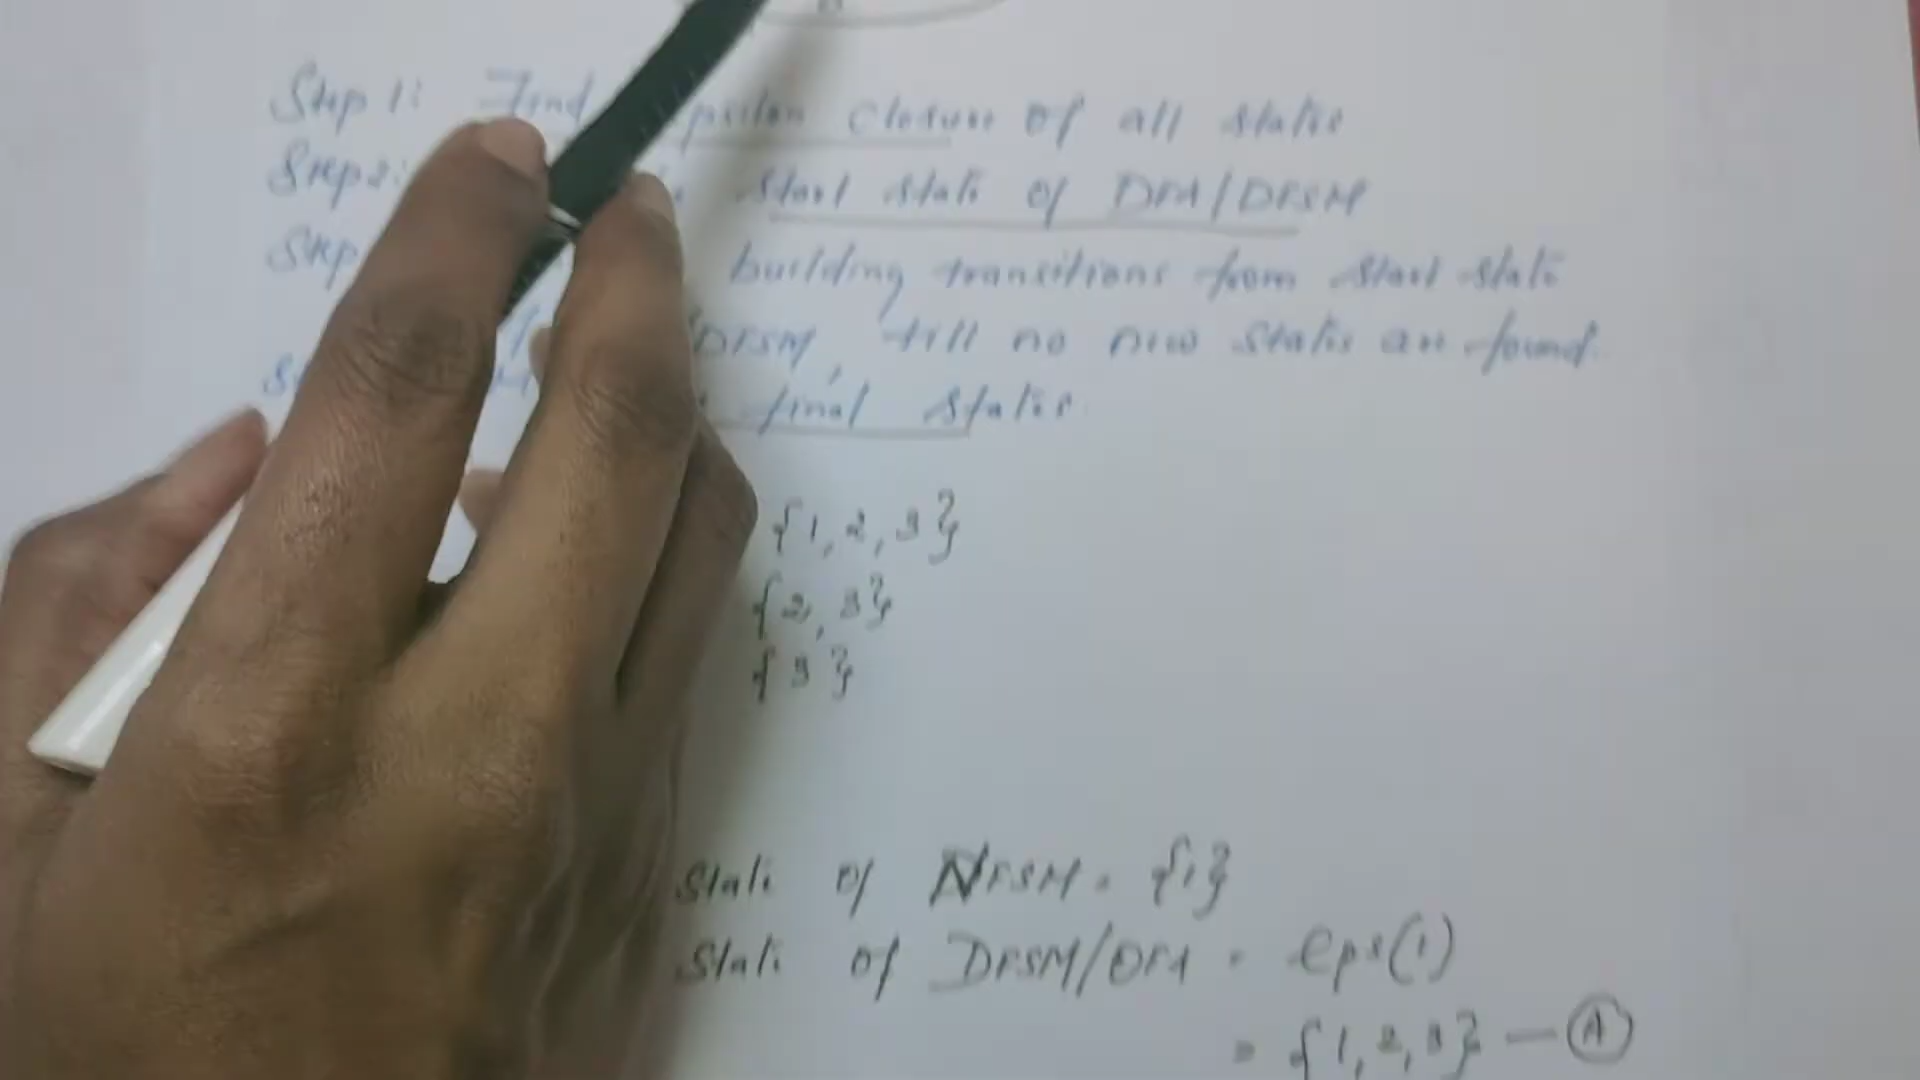 Step 1: Find Epsilon closure of all states
Step 2: Start state of DFA/DFSM
Step building transitions from start state
/DFSM, till no new states are found.
final states.
{1, 2, 3}
{2, 3}
{3}
State of NFSM = {1}
State of DFSM/DFA = eps(1)
= {1, 2, 3} — A